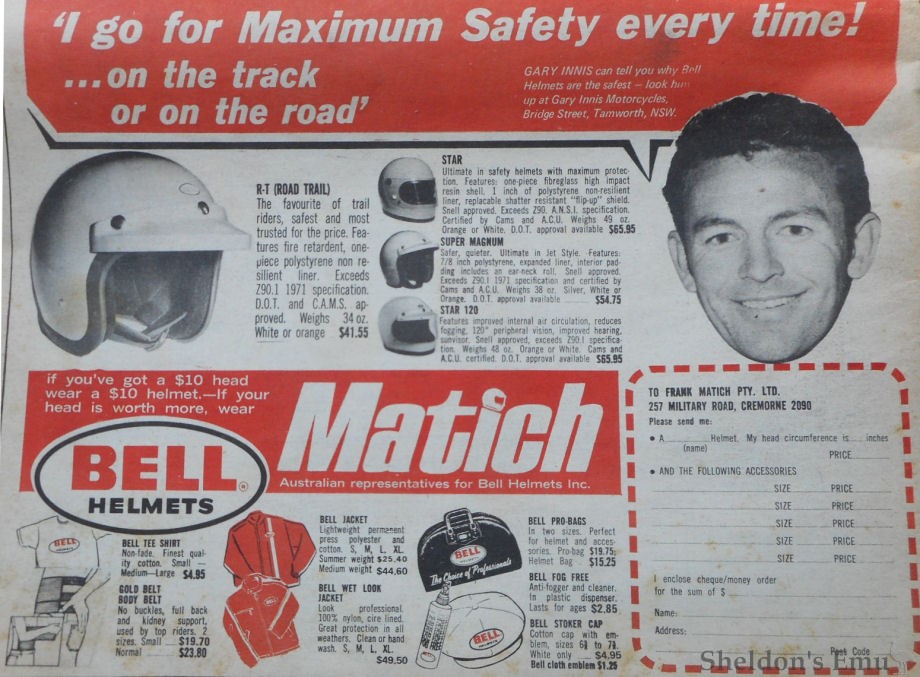 'I go for Maximum Safety every time!
...on the track
or on the road'
GARY INNIS can tell you why Bell
Helmets are the safest — look him
up at Gary Innis Motorcycles,
Bridge Street, Tamworth, NSW.
R-T (ROAD TRAIL)
The favourite of trail
riders, safest and most
trusted for the price. Fea-
tures fire retardent, one-
piece polystyrene non re-
silient liner. Exceeds
Z90.1 1971 specification.
D.O.T. and C.A.M.S. ap-
proved. Weighs 34 oz.
White or orange $41.55
STAR
Ultimate in safety helmets with maximum protec-
tion. Features: one-piece fibreglass high impact
resin shell. 1 inch of polystyrene non-resilient
liner, replacable shatter resistant "flip-up" shield.
Snell approved. Exceeds Z90. A.N.S.I. specification.
Certified by Cams and A.C.U. Weighs 49 oz.
Orange or White. D.O.T. approval available $65.95
SUPER MAGNUM
Safer, quieter. Ultimate in Jet Style. Features:
7/8 inch polystyrene, expanded liner, interior pad-
ding includes an ear-neck roll. Snell approved.
Exceeds Z90.1 1971 specification and certified by
Cams and A.C.U. Weighs 38 oz. Silver, White or
Orange. D.O.T. approval available ........ $54.75
STAR 120
Features improved internal air circulation, reduces
fogging, 120° peripheral vision, improved hearing,
sunvisor. Snell approved, exceeds Z90.1 specifica-
tion. Weighs 48 oz. Orange or White. Cams and
A.C.U. certified. D.O.T. approval available $65.95
if you've got a $10 head
wear a $10 helmet.—If your
head is worth more, wear
BELL®
HELMETS
Matich
Australian representatives for Bell Helmets Inc.
BELL
BELL TEE SHIRT
Non-fade. Finest qual-
ity cotton. Small —
Medium—Large $4.95
GOLD BELT
BODY BELT
No buckles, full back
and kidney support,
used by top riders. 2
sizes. Small .... $19.70
Normal ........ $23.80
BELL JACKET
Lightweight permanent
press polyester and
cotton. S, M, L, XL.
Summer weight $25.40
Medium weight $44.60
BELL WET LOOK
JACKET
Look professional.
100% nylon, cire lined.
Great protection in all
weathers. Clean or hand
wash. S, M, L, XL.
$49.50
BELL
The Choice of Professionals
BELL
BELL PRO-BAGS
In two sizes. Perfect
for helmet and acces-
sories. Pro-bag $19.75;
Helmet Bag .. $15.25
BELL FOG FREE
Anti-fogger and cleaner.
In plastic dispenser.
Lasts for ages $2.85
BELL STOKER CAP
Cotton cap with em-
blem, sizes 6⅞ to 7⅜.
White only ...... $4.95
Bell cloth emblem $1.25
TO FRANK MATICH PTY. LTD.
257 MILITARY ROAD, CREMORNE 2090
Please send me:
• A Helmet. My head circumference is inches
(name)
PRICE
• AND THE FOLLOWING ACCESSORIES
SIZE PRICE
SIZE PRICE
SIZE PRICE
SIZE PRICE
SIZE PRICE
I enclose cheque/money order
for the sum of $
Name:
Address:
Post Code
Sheldon's Emu